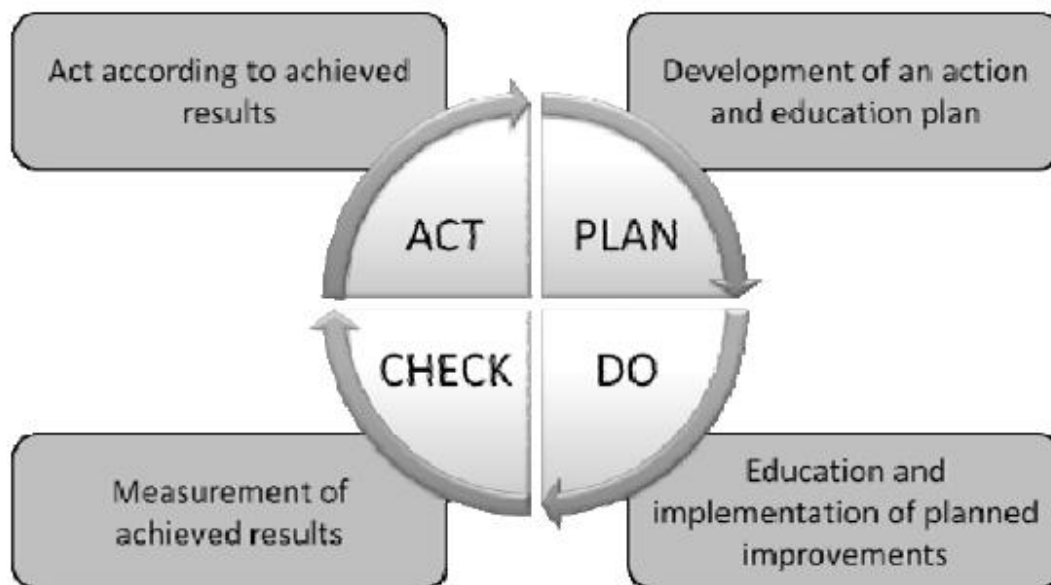 Act according to achieved
results
Development of an action
and education plan
ACT
PLAN
CHECK
DO
Measurement of
achieved results
Education and
implementation of planned
improvements